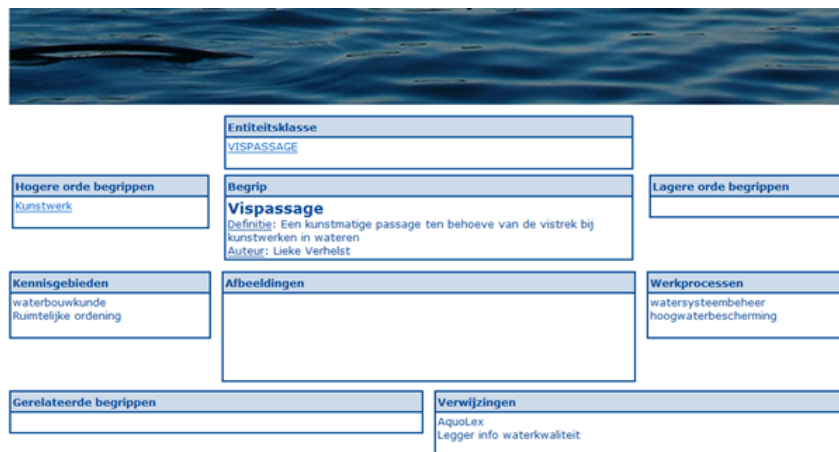 Entiteitsklasse
VISPASSAGE
Hogere orde begrippen
Kunstwerk
Begrip
Vispassage
Definitie: Een kunstmatige passage ten behoeve van de vistrek bij
kunstwerken in wateren
Auteur: Lieke Verhelst
Lagere orde begrippen
Kennisgebieden
waterbouwkunde
Ruimtelijke ordening
Afbeeldingen
Werkprocessen
watersysteembeheer
hoogwaterbescherming
Gerelateerde begrippen
Verwijzingen
AquoLex
Legger info waterkwaliteit